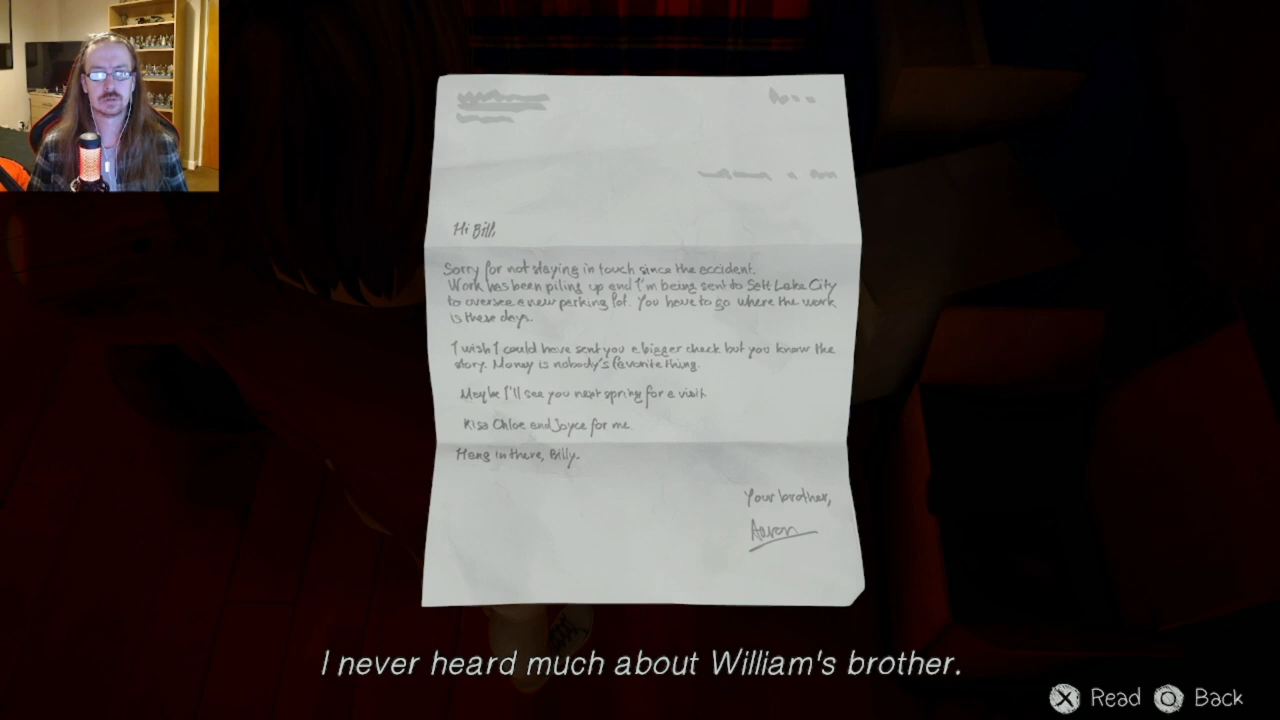 Hi Bill,
Sorry for not staying in touch since the accident.
Work has been piling up and I'm being sent to Salt Lake City
to oversee a new parking lot. You have to go where the work
is these days.
I wish I could have sent you a bigger check but you know the
story. Money is nobody's favorite thing.
Maybe I'll see you next spring for a visit.
Kiss Chloe and Joyce for me.
Hang in there, Billy.
Your brother,
Aaron
I never heard much about William's brother.
Read Back